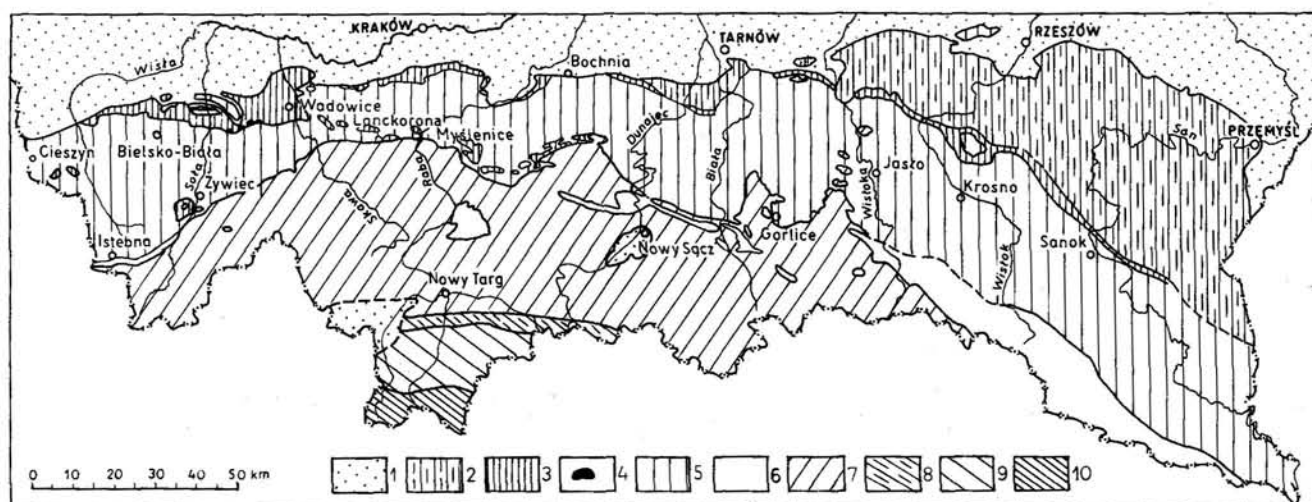 KRAKÓW
TARNÓW
RZESZÓW
Wisła
Bochnia
Wadowice
Lanckorona
Myślenice
Dunajec
San
PRZEMYŚL
Cieszyn
Bielsko-Biała
Soła
Żywiec
Raba
Skawa
Biała
Wisłoka
Jasło
Krosno
Istebna
Nowy Sącz
Gorlice
Wisłok
Sanok
Nowy Targ
0 10 20 30 40 50 km
1 2 3 4 5 6 7 8 9 10